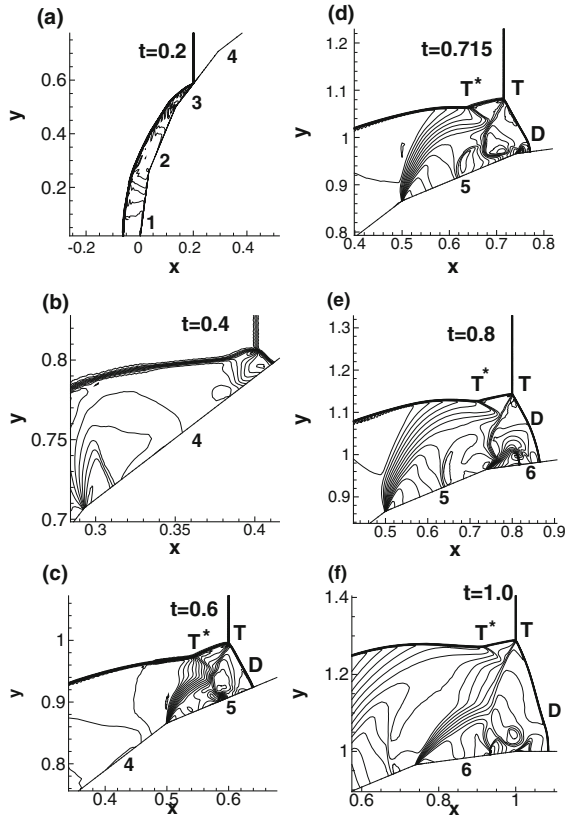 (a)
t=0.2
4
3
2
1
y
0.6
0.4
0.2
-0.2
0
0.2
0.4
x
(b)
t=0.4
4
y
0.8
0.75
0.7
0.3
0.35
0.4
x
(c)
t=0.6
T*
T
D
5
4
y
1
0.9
0.8
0.4
0.5
0.6
x
(d)
t=0.715
T*
T
D
5
y
1.2
1.1
1
0.9
0.8
0.4
0.5
0.6
0.7
0.8
x
(e)
t=0.8
T*
T
D
6
5
y
1.3
1.2
1.1
1
0.9
0.5
0.6
0.7
0.8
0.9
x
(f)
t=1.0
T*
T
D
6
y
1.4
1.2
1
0.6
0.8
1
x